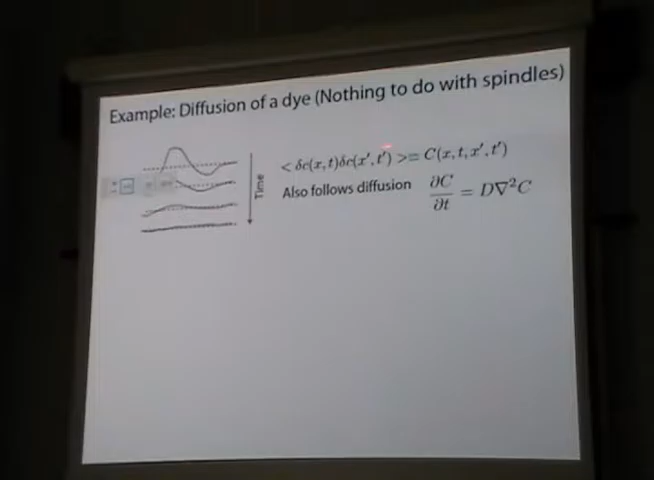 Example: Diffusion of a dye (Nothing to do with spindles)
Time
< δc(x,t)δc(x′,t′) >= C(x,t,x′,t′)
Also follows diffusion ∂C/∂t = D∇²C